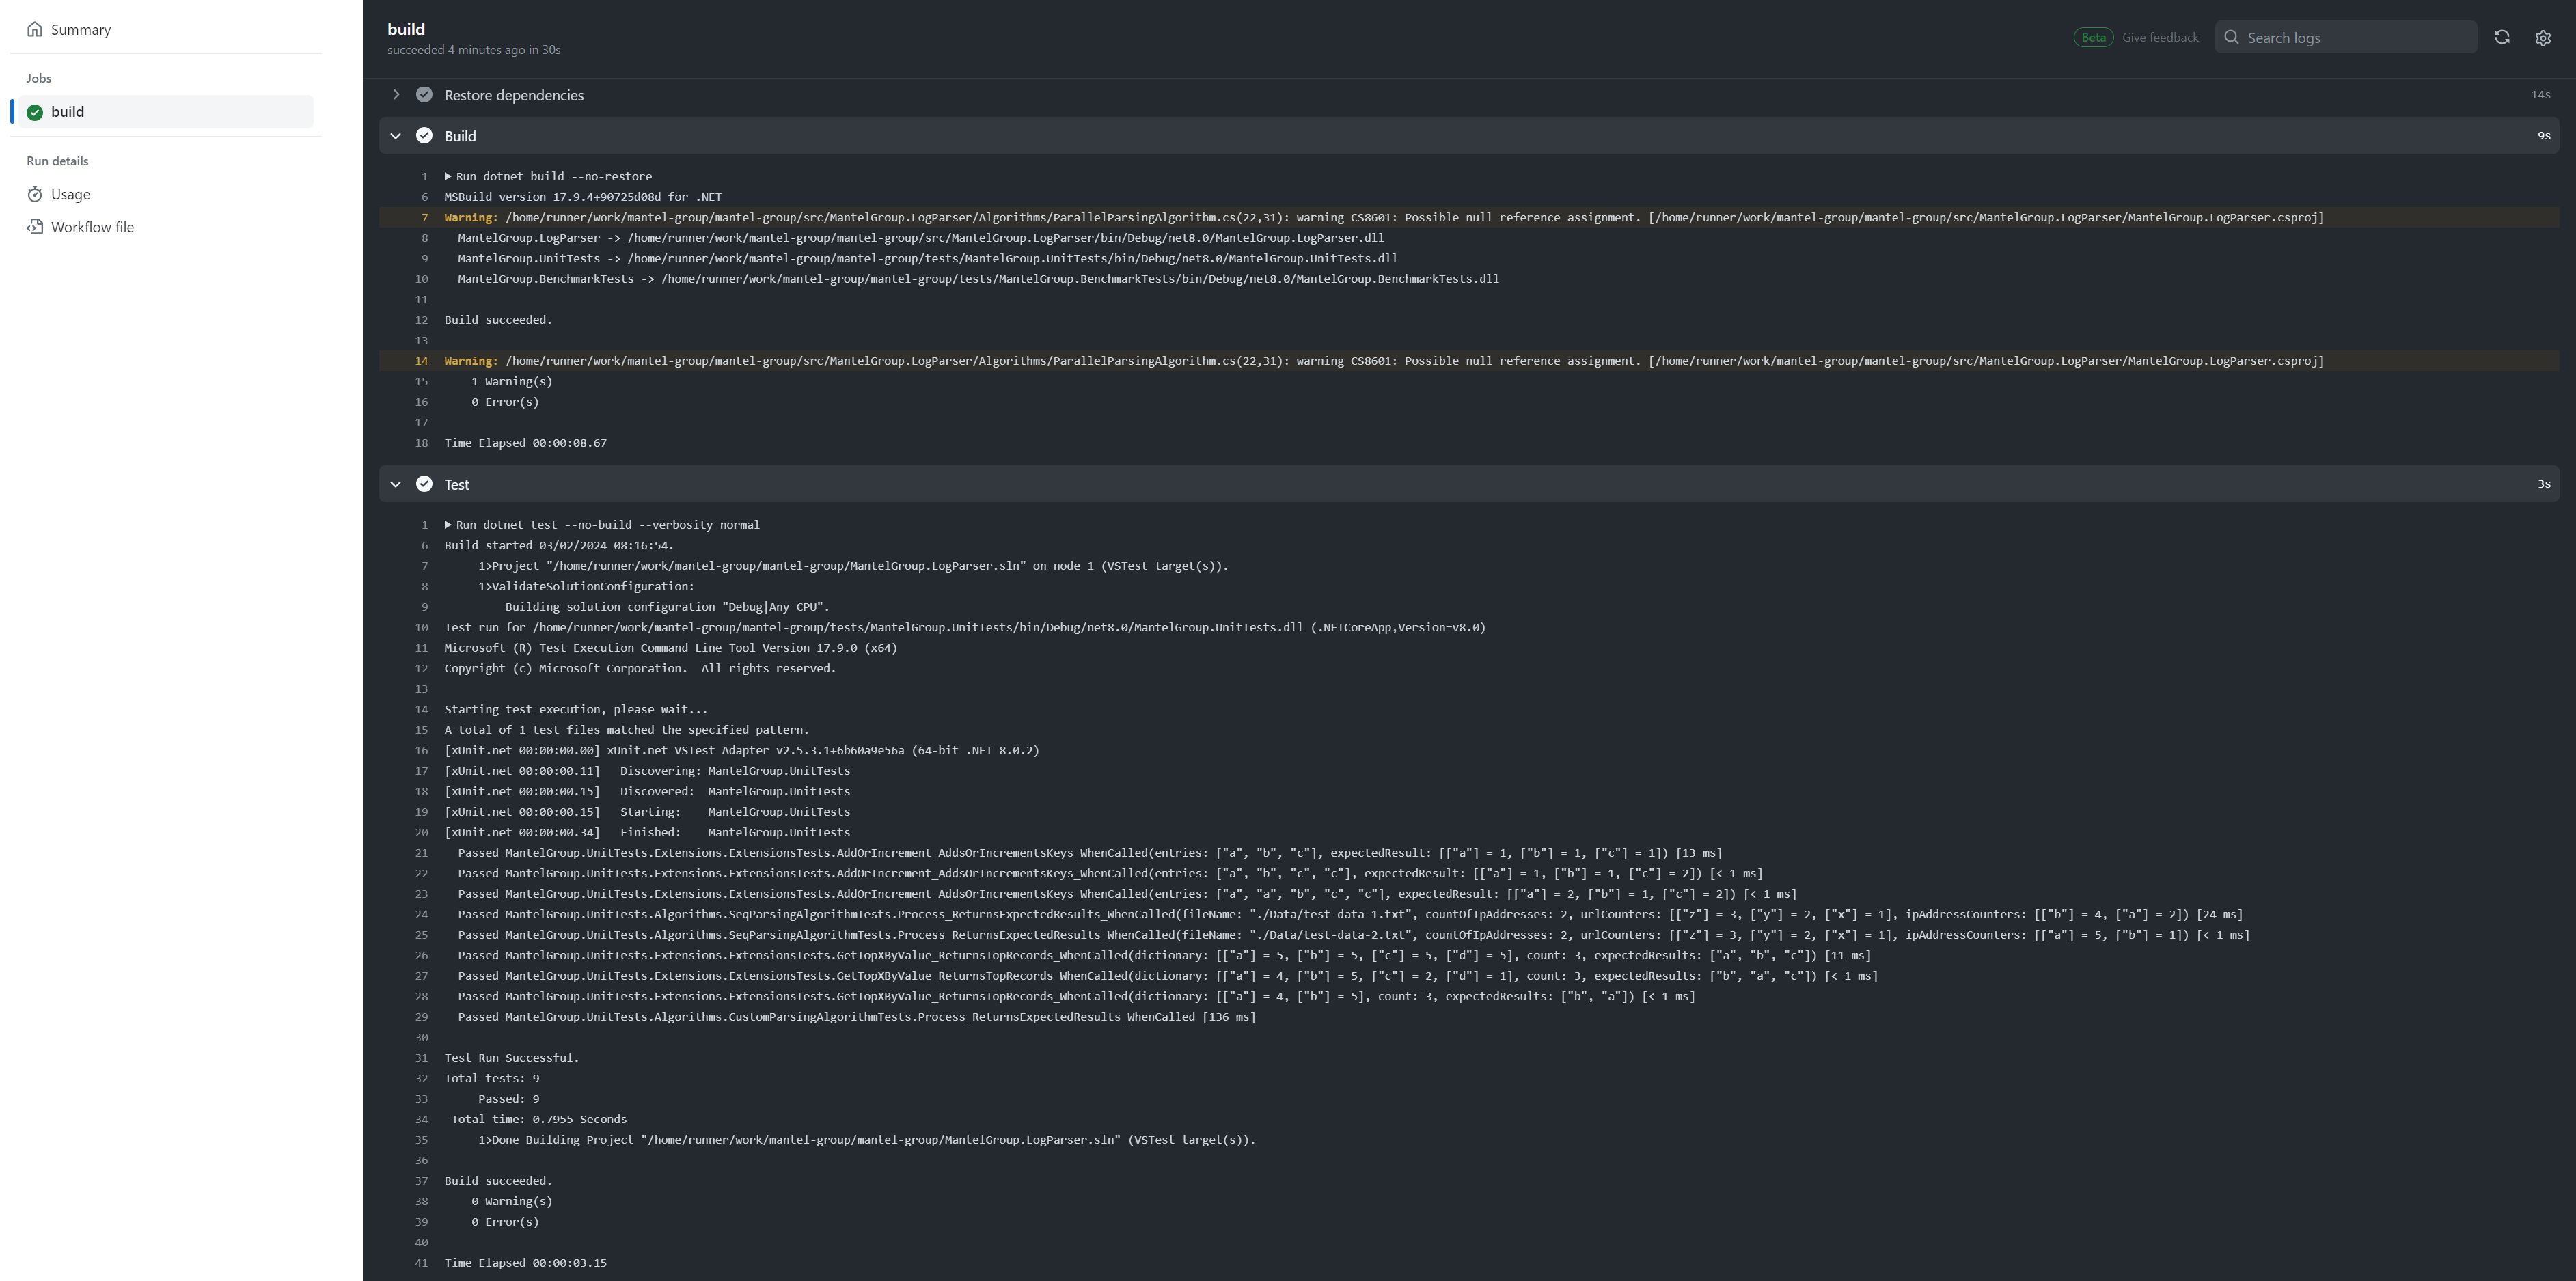 Summary
Jobs
build
Run details
Usage
Workflow file
build
succeeded 4 minutes ago in 30s
Beta Give feedback
Search logs
Restore dependencies 14s
Build 9s
1 Run dotnet build --no-restore
6 MSBuild version 17.9.4+90725d08d for .NET
7 Warning: /home/runner/work/mantel-group/mantel-group/src/MantelGroup.LogParser/Algorithms/ParallelParsingAlgorithm.cs(22,31): warning CS8601: Possible null reference assignment. [/home/runner/work/mantel-group/mantel-group/src/MantelGroup.LogParser/MantelGroup.LogParser.csproj]
8 MantelGroup.LogParser -> /home/runner/work/mantel-group/mantel-group/src/MantelGroup.LogParser/bin/Debug/net8.0/MantelGroup.LogParser.dll
9 MantelGroup.UnitTests -> /home/runner/work/mantel-group/mantel-group/tests/MantelGroup.UnitTests/bin/Debug/net8.0/MantelGroup.UnitTests.dll
10 MantelGroup.BenchmarkTests -> /home/runner/work/mantel-group/mantel-group/tests/MantelGroup.BenchmarkTests/bin/Debug/net8.0/MantelGroup.BenchmarkTests.dll
11
12 Build succeeded.
13
14 Warning: /home/runner/work/mantel-group/mantel-group/src/MantelGroup.LogParser/Algorithms/ParallelParsingAlgorithm.cs(22,31): warning CS8601: Possible null reference assignment. [/home/runner/work/mantel-group/mantel-group/src/MantelGroup.LogParser/MantelGroup.LogParser.csproj]
15 1 Warning(s)
16 0 Error(s)
17
18 Time Elapsed 00:00:08.67
Test 3s
1 Run dotnet test --no-build --verbosity normal
6 Build started 03/02/2024 08:16:54.
7 1>Project "/home/runner/work/mantel-group/mantel-group/MantelGroup.LogParser.sln" on node 1 (VSTest target(s)).
8 1>ValidateSolutionConfiguration:
9 Building solution configuration "Debug|Any CPU".
10 Test run for /home/runner/work/mantel-group/mantel-group/tests/MantelGroup.UnitTests/bin/Debug/net8.0/MantelGroup.UnitTests.dll (.NETCoreApp,Version=v8.0)
11 Microsoft (R) Test Execution Command Line Tool Version 17.9.0 (x64)
12 Copyright (c) Microsoft Corporation. All rights reserved.
13
14 Starting test execution, please wait...
15 A total of 1 test files matched the specified pattern.
16 [xUnit.net 00:00:00.00] xUnit.net VSTest Adapter v2.5.3.1+6b60a9e56a (64-bit .NET 8.0.2)
17 [xUnit.net 00:00:00.11] Discovering: MantelGroup.UnitTests
18 [xUnit.net 00:00:00.15] Discovered: MantelGroup.UnitTests
19 [xUnit.net 00:00:00.15] Starting: MantelGroup.UnitTests
20 [xUnit.net 00:00:00.34] Finished: MantelGroup.UnitTests
21 Passed MantelGroup.UnitTests.Extensions.ExtensionsTests.AddOrIncrement_AddsOrIncrementsKeys_WhenCalled(entries: ["a", "b", "c"], expectedResult: [["a"] = 1, ["b"] = 1, ["c"] = 1]) [13 ms]
22 Passed MantelGroup.UnitTests.Extensions.ExtensionsTests.AddOrIncrement_AddsOrIncrementsKeys_WhenCalled(entries: ["a", "b", "c", "c"], expectedResult: [["a"] = 1, ["b"] = 1, ["c"] = 2]) [< 1 ms]
23 Passed MantelGroup.UnitTests.Extensions.ExtensionsTests.AddOrIncrement_AddsOrIncrementsKeys_WhenCalled(entries: ["a", "a", "b", "c", "c"], expectedResult: [["a"] = 2, ["b"] = 1, ["c"] = 2]) [< 1 ms]
24 Passed MantelGroup.UnitTests.Algorithms.SeqParsingAlgorithmTests.Process_ReturnsExpectedResults_WhenCalled(fileName: "./Data/test-data-1.txt", countOfIpAddresses: 2, urlCounters: [["z"] = 3, ["y"] = 2, ["x"] = 1], ipAddressCounters: [["b"] = 4, ["a"] = 2]) [24 ms]
25 Passed MantelGroup.UnitTests.Algorithms.SeqParsingAlgorithmTests.Process_ReturnsExpectedResults_WhenCalled(fileName: "./Data/test-data-2.txt", countOfIpAddresses: 2, urlCounters: [["z"] = 3, ["y"] = 2, ["x"] = 1], ipAddressCounters: [["a"] = 5, ["b"] = 1]) [< 1 ms]
26 Passed MantelGroup.UnitTests.Extensions.ExtensionsTests.GetTopXByValue_ReturnsTopRecords_WhenCalled(dictionary: [["a"] = 5, ["b"] = 5, ["c"] = 5, ["d"] = 5], count: 3, expectedResults: ["a", "b", "c"]) [11 ms]
27 Passed MantelGroup.UnitTests.Extensions.ExtensionsTests.GetTopXByValue_ReturnsTopRecords_WhenCalled(dictionary: [["a"] = 4, ["b"] = 5, ["c"] = 2, ["d"] = 1], count: 3, expectedResults: ["b", "a", "c"]) [< 1 ms]
28 Passed MantelGroup.UnitTests.Extensions.ExtensionsTests.GetTopXByValue_ReturnsTopRecords_WhenCalled(dictionary: [["a"] = 4, ["b"] = 5], count: 3, expectedResults: ["b", "a"]) [< 1 ms]
29 Passed MantelGroup.UnitTests.Algorithms.CustomParsingAlgorithmTests.Process_ReturnsExpectedResults_WhenCalled [136 ms]
30
31 Test Run Successful.
32 Total tests: 9
33 Passed: 9
34 Total time: 0.7955 Seconds
35 1>Done Building Project "/home/runner/work/mantel-group/mantel-group/MantelGroup.LogParser.sln" (VSTest target(s)).
36
37 Build succeeded.
38 0 Warning(s)
39 0 Error(s)
40
41 Time Elapsed 00:00:03.15